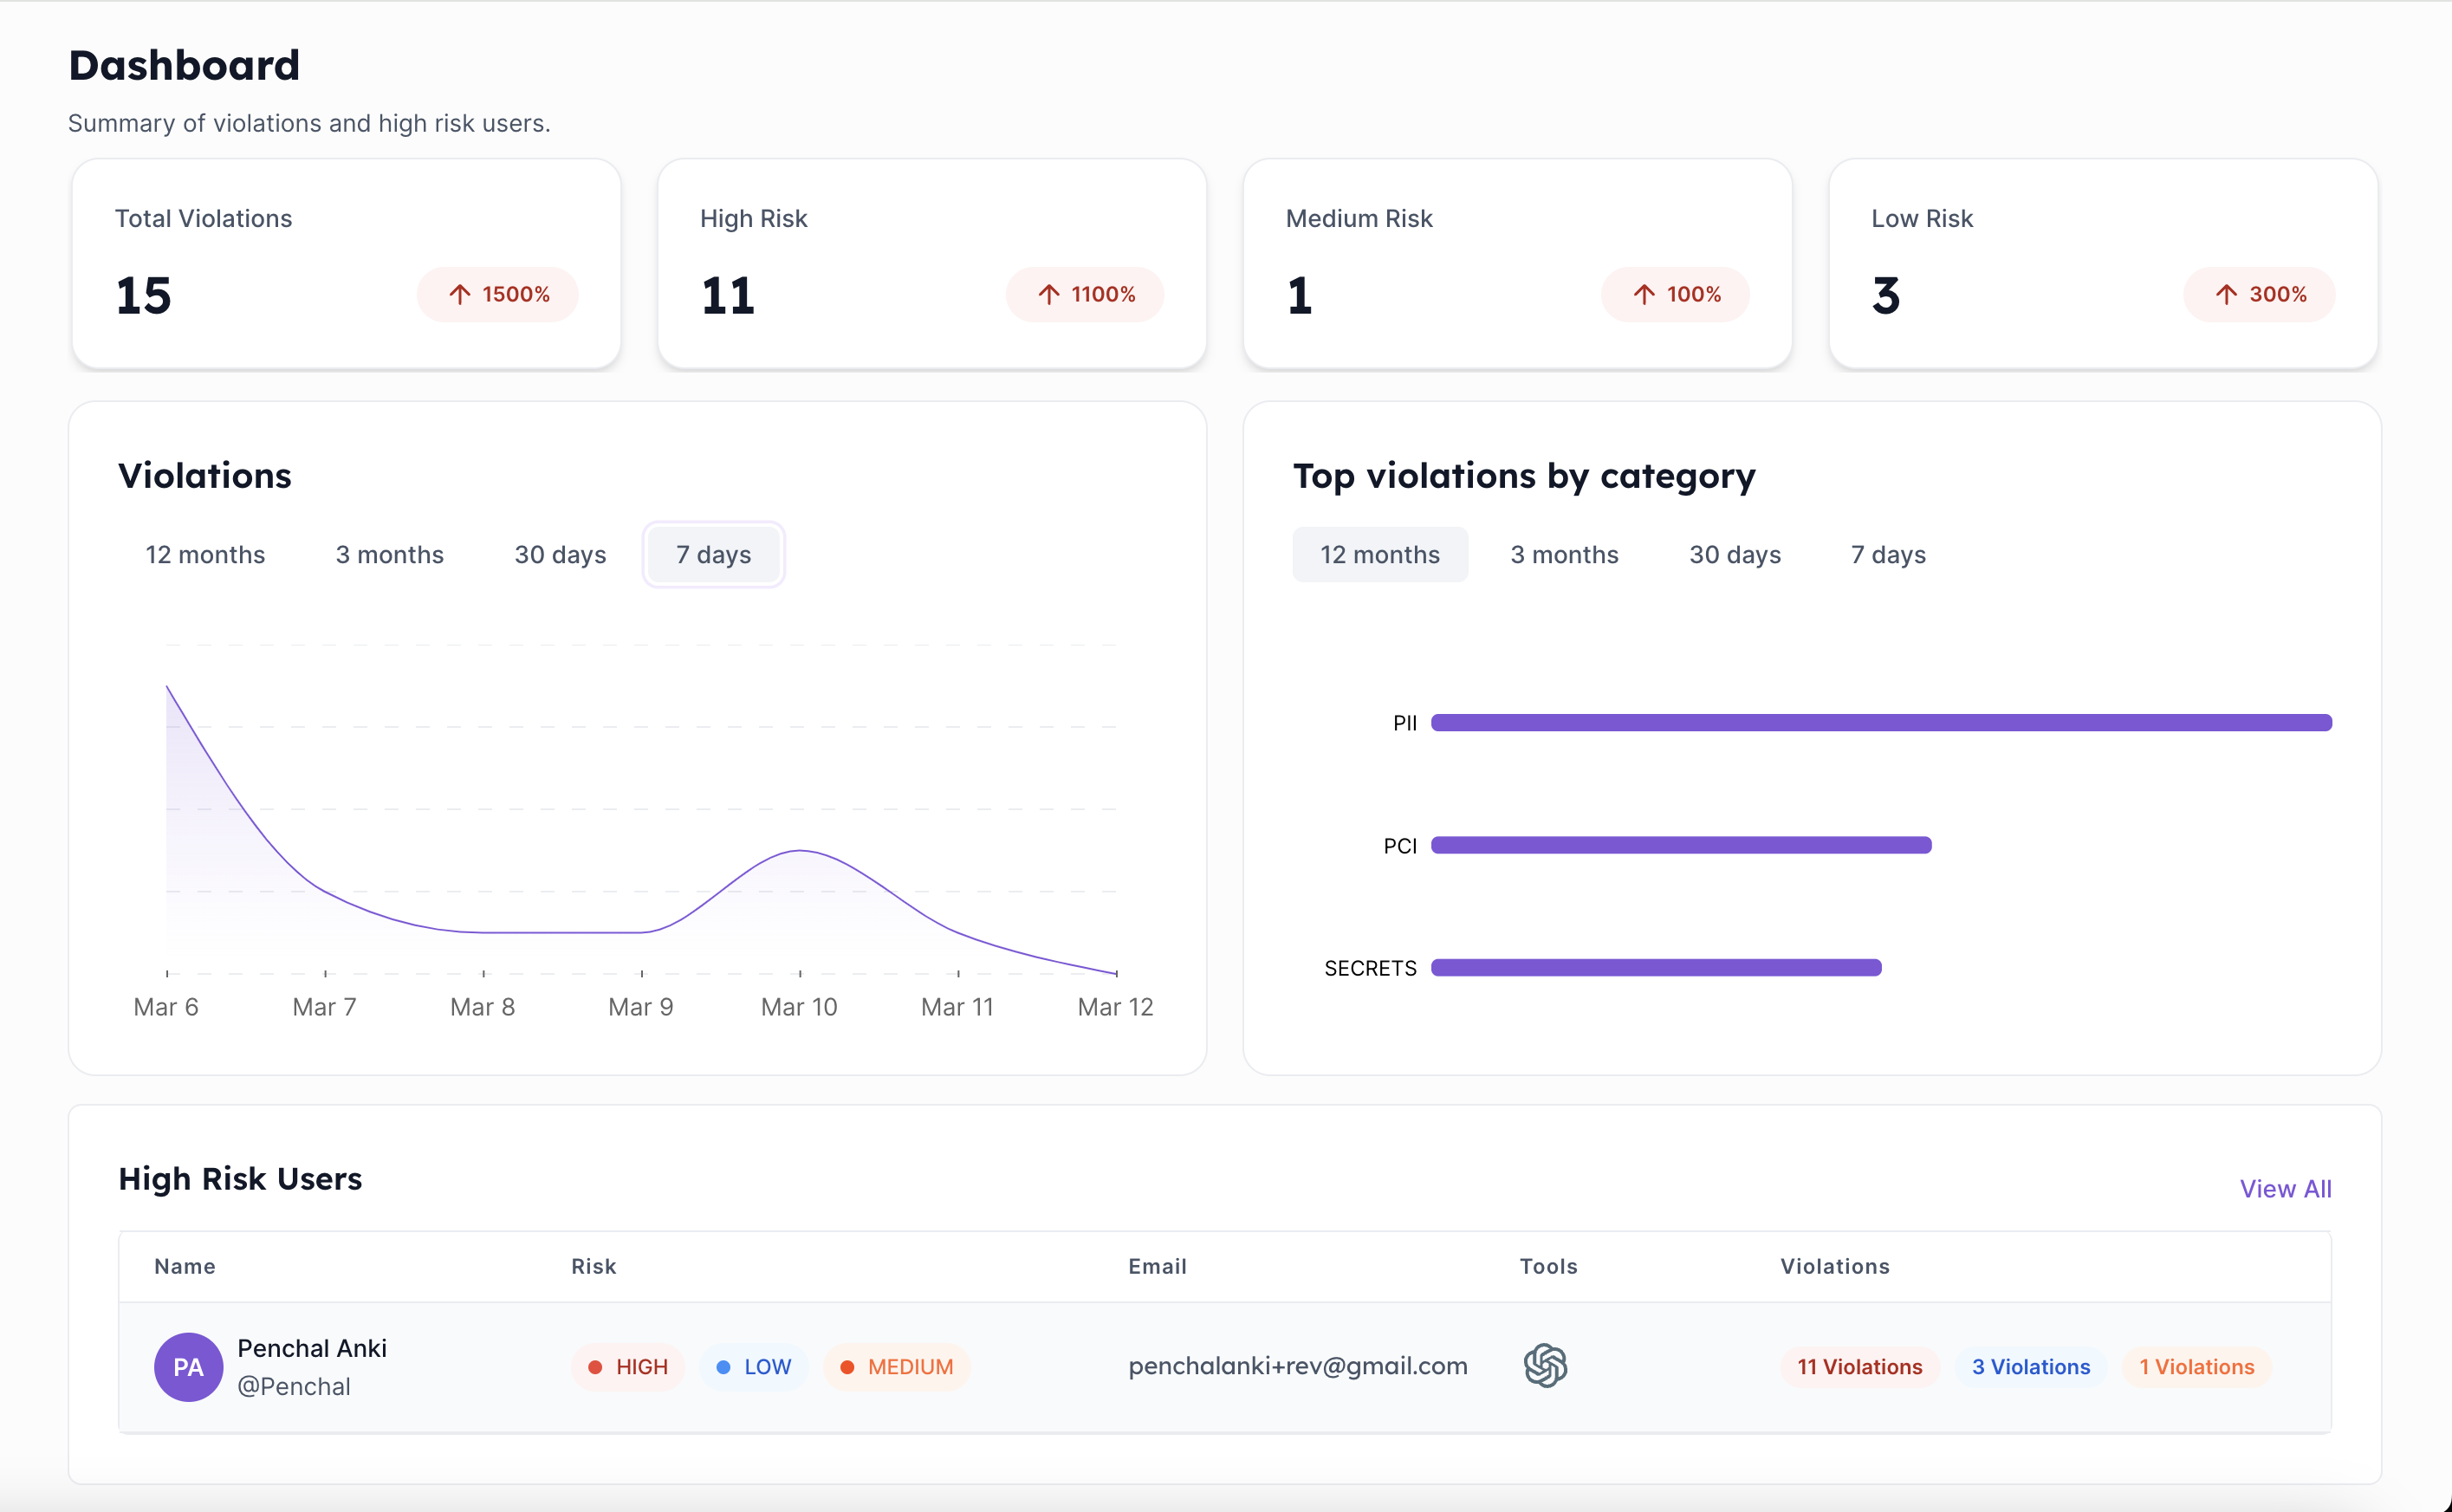 Dashboard
Summary of violations and high risk users.
Total Violations
15
1500%
High Risk
11
1100%
Medium Risk
1
100%
Low Risk
3
300%
Violations
12 months 3 months 30 days 7 days
Mar 6 Mar 7 Mar 8 Mar 9 Mar 10 Mar 11 Mar 12
Top violations by category
12 months 3 months 30 days 7 days
PII
PCI
SECRETS
High Risk Users
View All
Name Risk Email Tools Violations
PA
Penchal Anki
@Penchal
HIGH LOW MEDIUM
penchalanki+rev@gmail.com
11 Violations 3 Violations 1 Violations